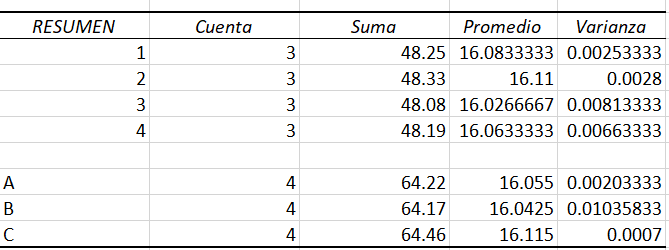 RESUMEN Cuenta Suma Promedio Varianza
1 3 48.25 16.0833333 0.00253333
2 3 48.33 16.11 0.0028
3 3 48.08 16.0266667 0.00813333
4 3 48.19 16.0633333 0.00663333
A 4 64.22 16.055 0.00203333
B 4 64.17 16.0425 0.01035833
C 4 64.46 16.115 0.0007